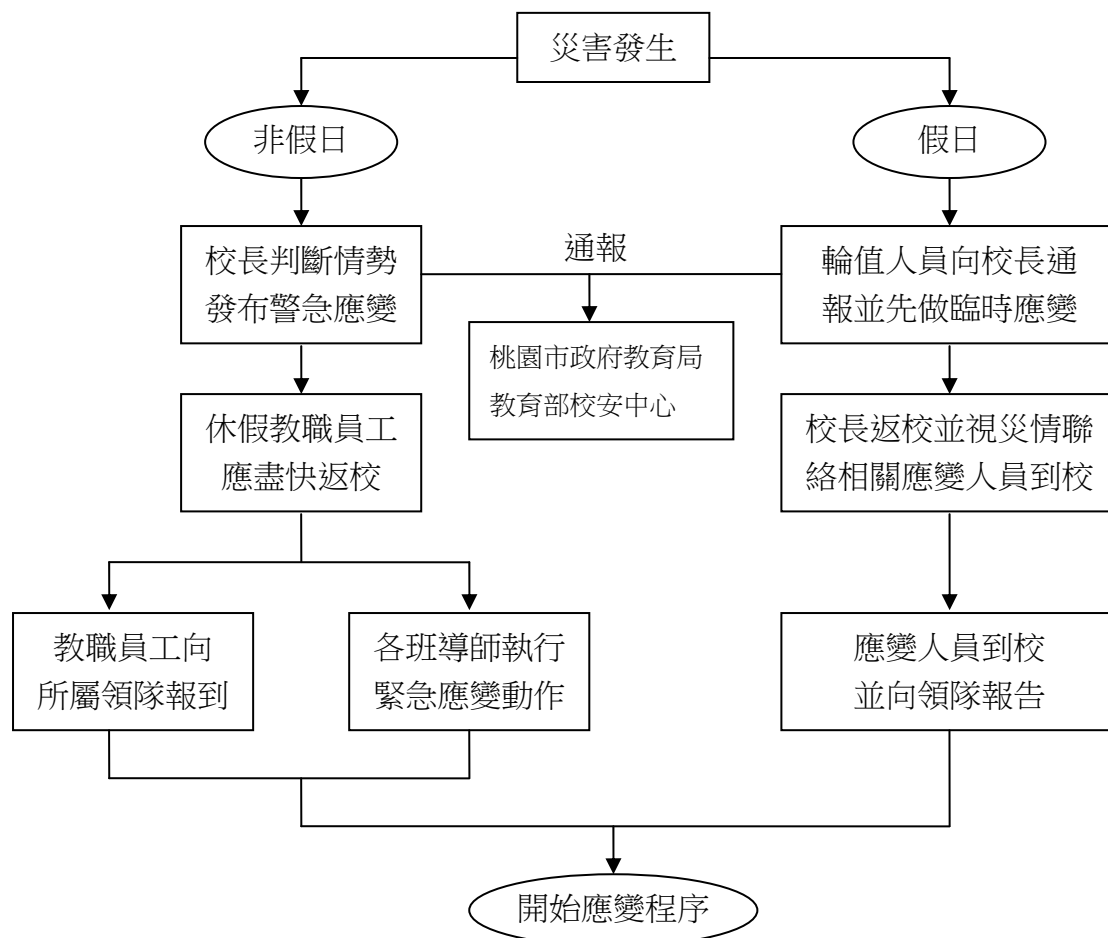 災害發生
非假日
假日
校長判斷情勢
發布警急應變
通報
輪值人員向校長通
報並先做臨時應變
桃園市政府教育局
教育部校安中心
休假教職員工
應盡快返校
校長返校並視災情聯
絡相關應變人員到校
教職員工向
所屬領隊報到
各班導師執行
緊急應變動作
應變人員到校
並向領隊報告
開始應變程序